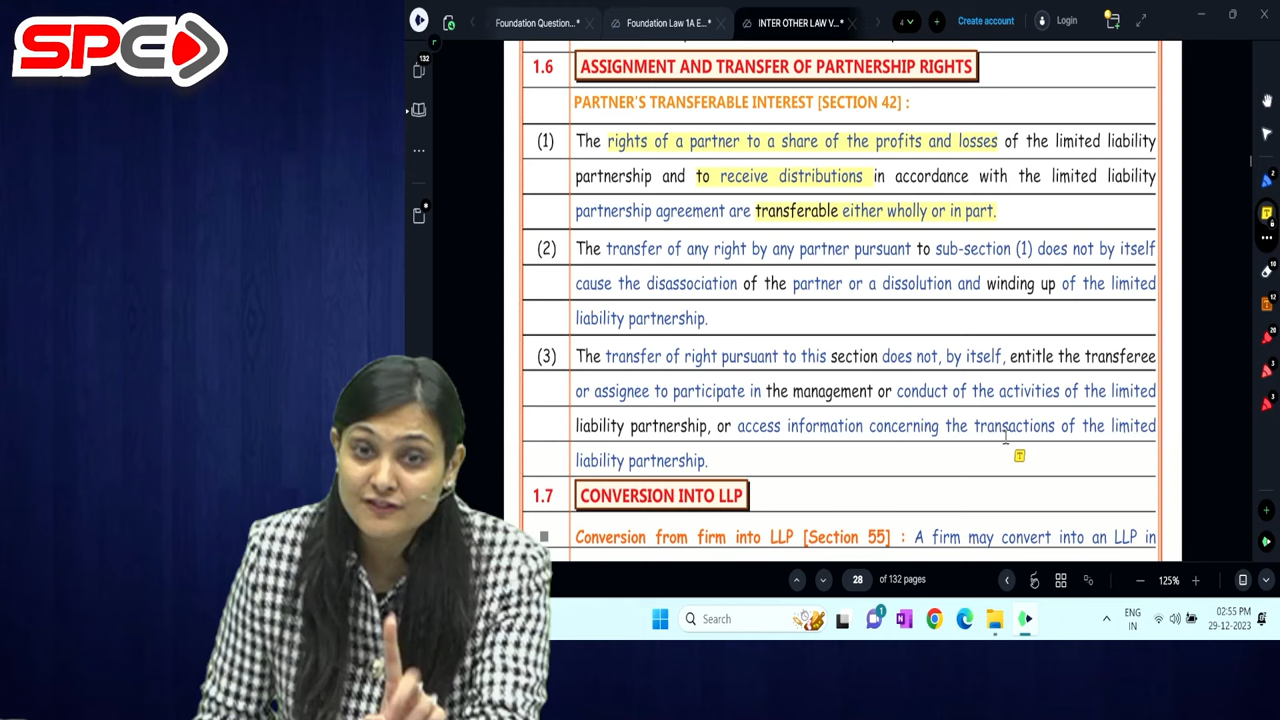 SPC
Foundation Question...*
Foundation Law 1A E...*
INTER OTHER LAW V...*
4
Create account
Login
132
1.6 ASSIGNMENT AND TRANSFER OF PARTNERSHIP RIGHTS
PARTNER'S TRANSFERABLE INTEREST [SECTION 42] :
(1) The rights of a partner to a share of the profits and losses of the limited liability
partnership and to receive distributions in accordance with the limited liability
partnership agreement are transferable either wholly or in part.
(2) The transfer of any right by any partner pursuant to sub-section (1) does not by itself
cause the disassociation of the partner or a dissolution and winding up of the limited
liability partnership.
(3) The transfer of right pursuant to this section does not, by itself, entitle the transferee
or assignee to participate in the management or conduct of the activities of the limited
liability partnership, or access information concerning the transactions of the limited
liability partnership.
1.7 CONVERSION INTO LLP
Conversion from firm into LLP [Section 55] : A firm may convert into an LLP in
28 of 132 pages
125%
Search
ENG
IN
02:55 PM
29-12-2023